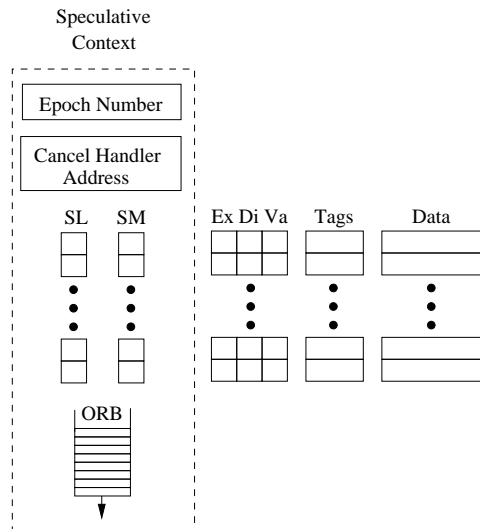 Speculative
Context
Epoch Number
Cancel Handler
Address
SL SM Ex Di Va Tags Data
ORB